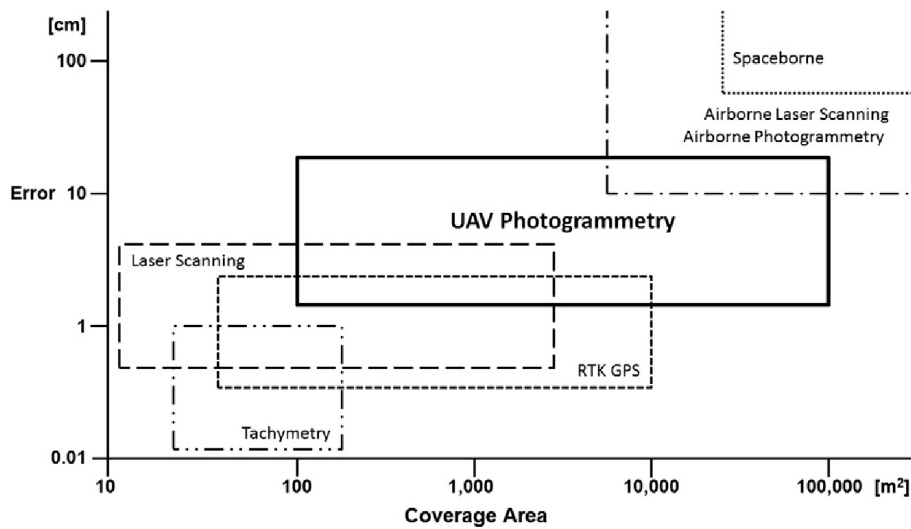 [cm]
100
Spaceborne
Airborne Laser Scanning
Airborne Photogrammetry
Error 10
UAV Photogrammetry
Laser Scanning
1
RTK GPS
Tachymetry
0.01
10 100 1,000 10,000 100,000 [m²]
Coverage Area